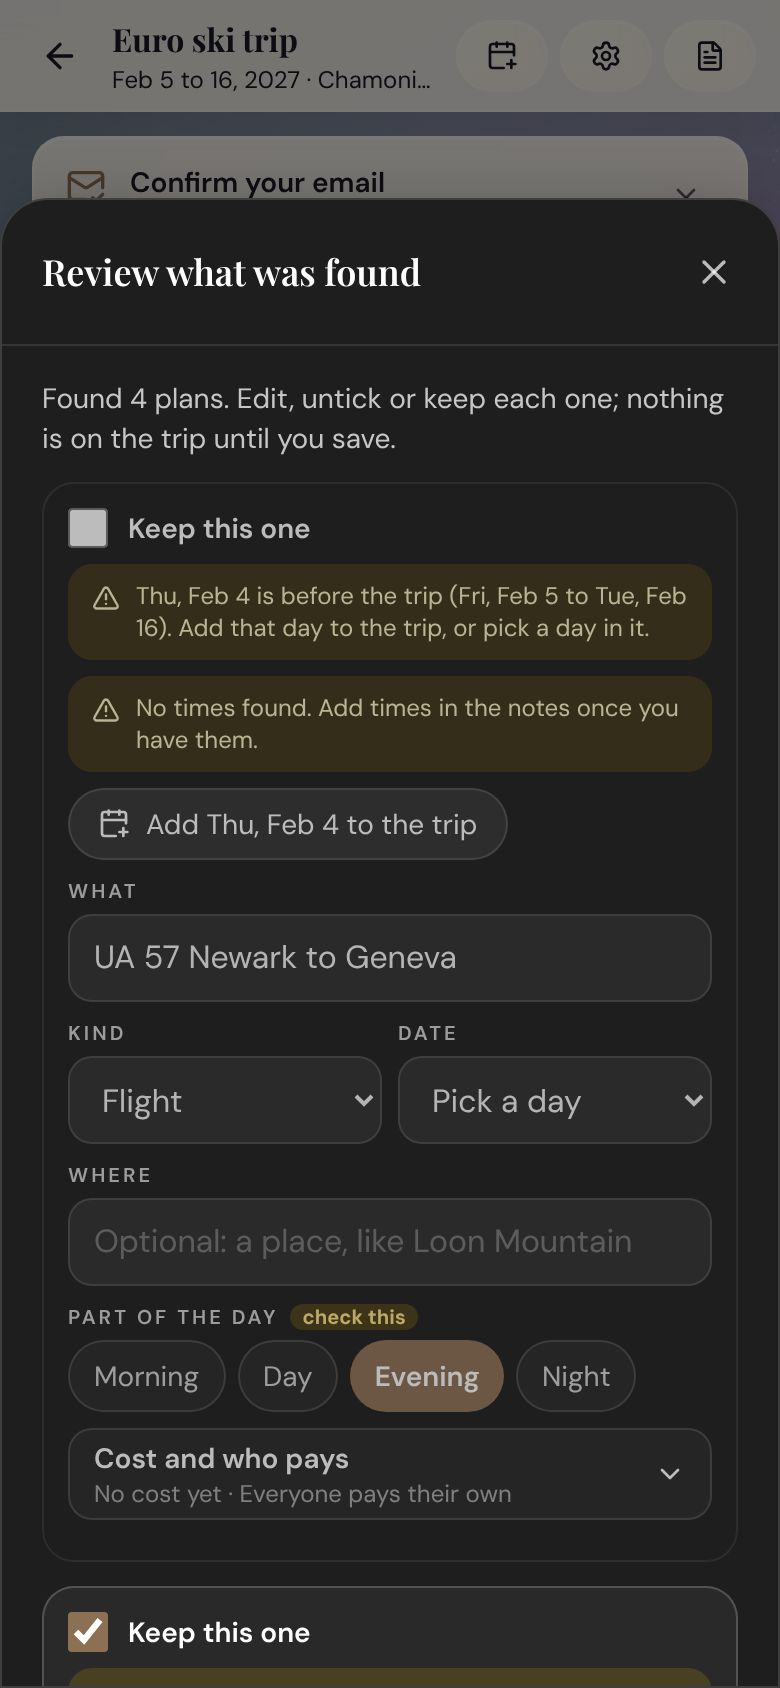 Euro ski trip
Feb 5 to 16, 2027 · Chamoni...
Confirm your email
Review what was found
Found 4 plans. Edit, untick or keep each one; nothing
is on the trip until you save.
Keep this one
Thu, Feb 4 is before the trip (Fri, Feb 5 to Tue, Feb
16). Add that day to the trip, or pick a day in it.
No times found. Add times in the notes once you
have them.
Add Thu, Feb 4 to the trip
WHAT
UA 57 Newark to Geneva
KIND DATE
Flight Pick a day
WHERE
Optional: a place, like Loon Mountain
PART OF THE DAY check this
Morning Day Evening Night
Cost and who pays
No cost yet · Everyone pays their own
Keep this one